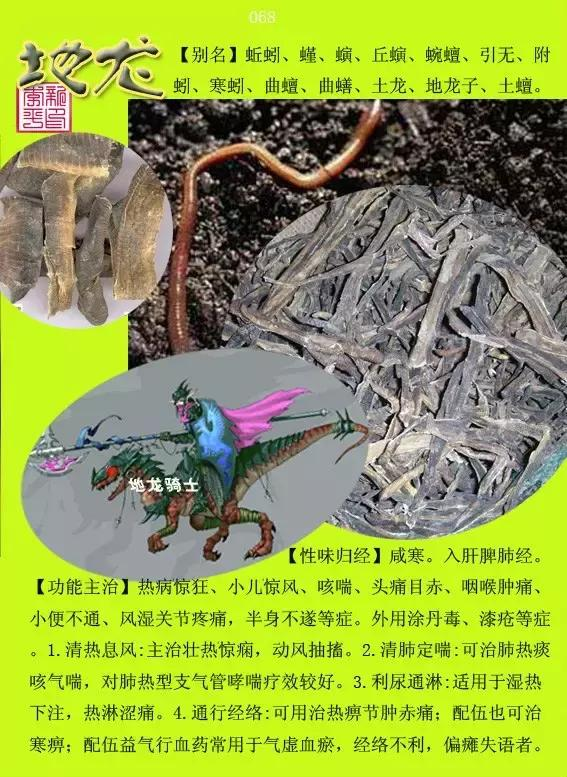 068
地龙
【别名】蚯蚓、螼、螾、丘螾、蜿蟺、引无、附
蚓、寒蚓、曲蟺、曲蟮、土龙、地龙子、土蟺。
地龙骑士
【性味归经】咸寒。入肝脾肺经。
【功能主治】热病惊狂、小儿惊风、咳喘、头痛目赤、咽喉肿痛、
小便不通、风湿关节疼痛，半身不遂等症。外用涂丹毒、漆疮等症
。1.清热息风:主治壮热惊痫，动风抽搐。2.清肺定喘:可治肺热痰
咳气喘，对肺热型支气管哮喘疗效较好。3.利尿通淋:适用于湿热
下注，热淋涩痛。4.通行经络:可用治热痹节肿赤痛；配伍也可治
寒痹；配伍益气行血药常用于气虚血瘀，经络不利，偏瘫失语者。